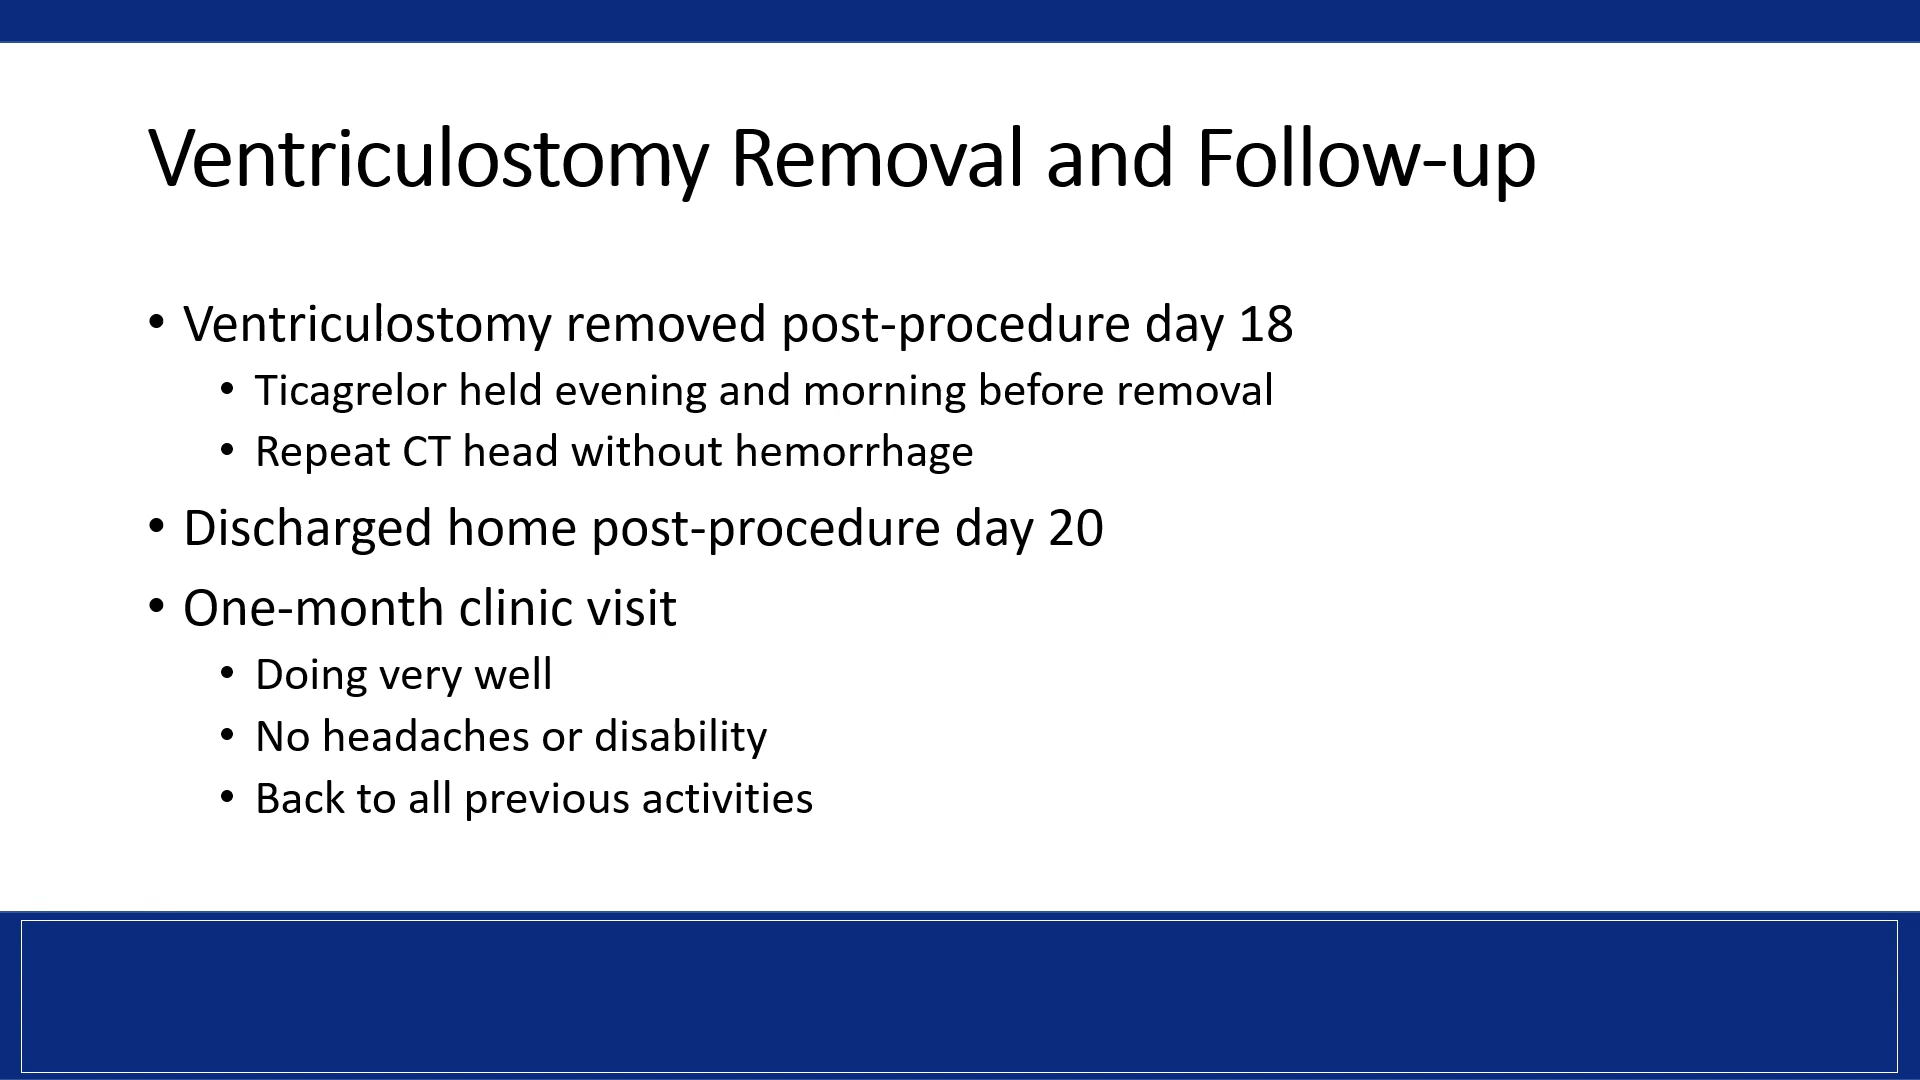 Ventriculostomy Removal and Follow-up
• Ventriculostomy removed post-procedure day 18
• Ticagrelor held evening and morning before removal
• Repeat CT head without hemorrhage
• Discharged home post-procedure day 20
• One-month clinic visit
• Doing very well
• No headaches or disability
• Back to all previous activities